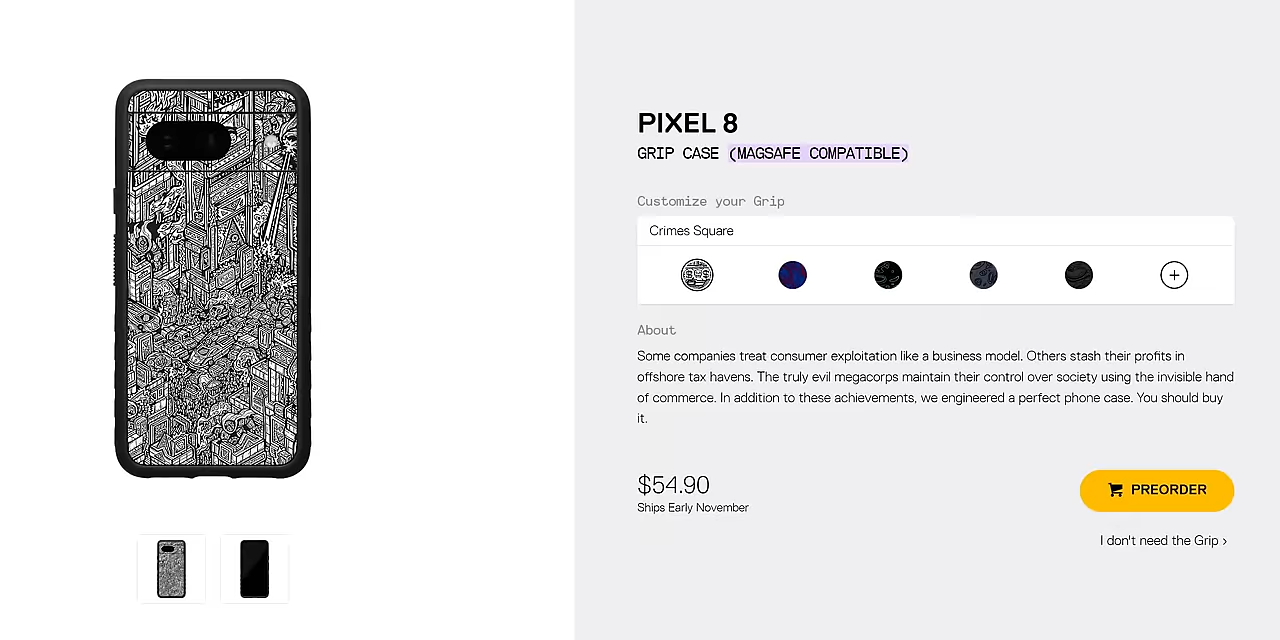 PIXEL 8
GRIP CASE (MAGSAFE COMPATIBLE)
Customize your Grip
Crimes Square
About
Some companies treat consumer exploitation like a business model. Others stash their profits in
offshore tax havens. The truly evil megacorps maintain their control over society using the invisible hand
of commerce. In addition to these achievements, we engineered a perfect phone case. You should buy
it.
$54.90
Ships Early November
PREORDER
I don't need the Grip ›